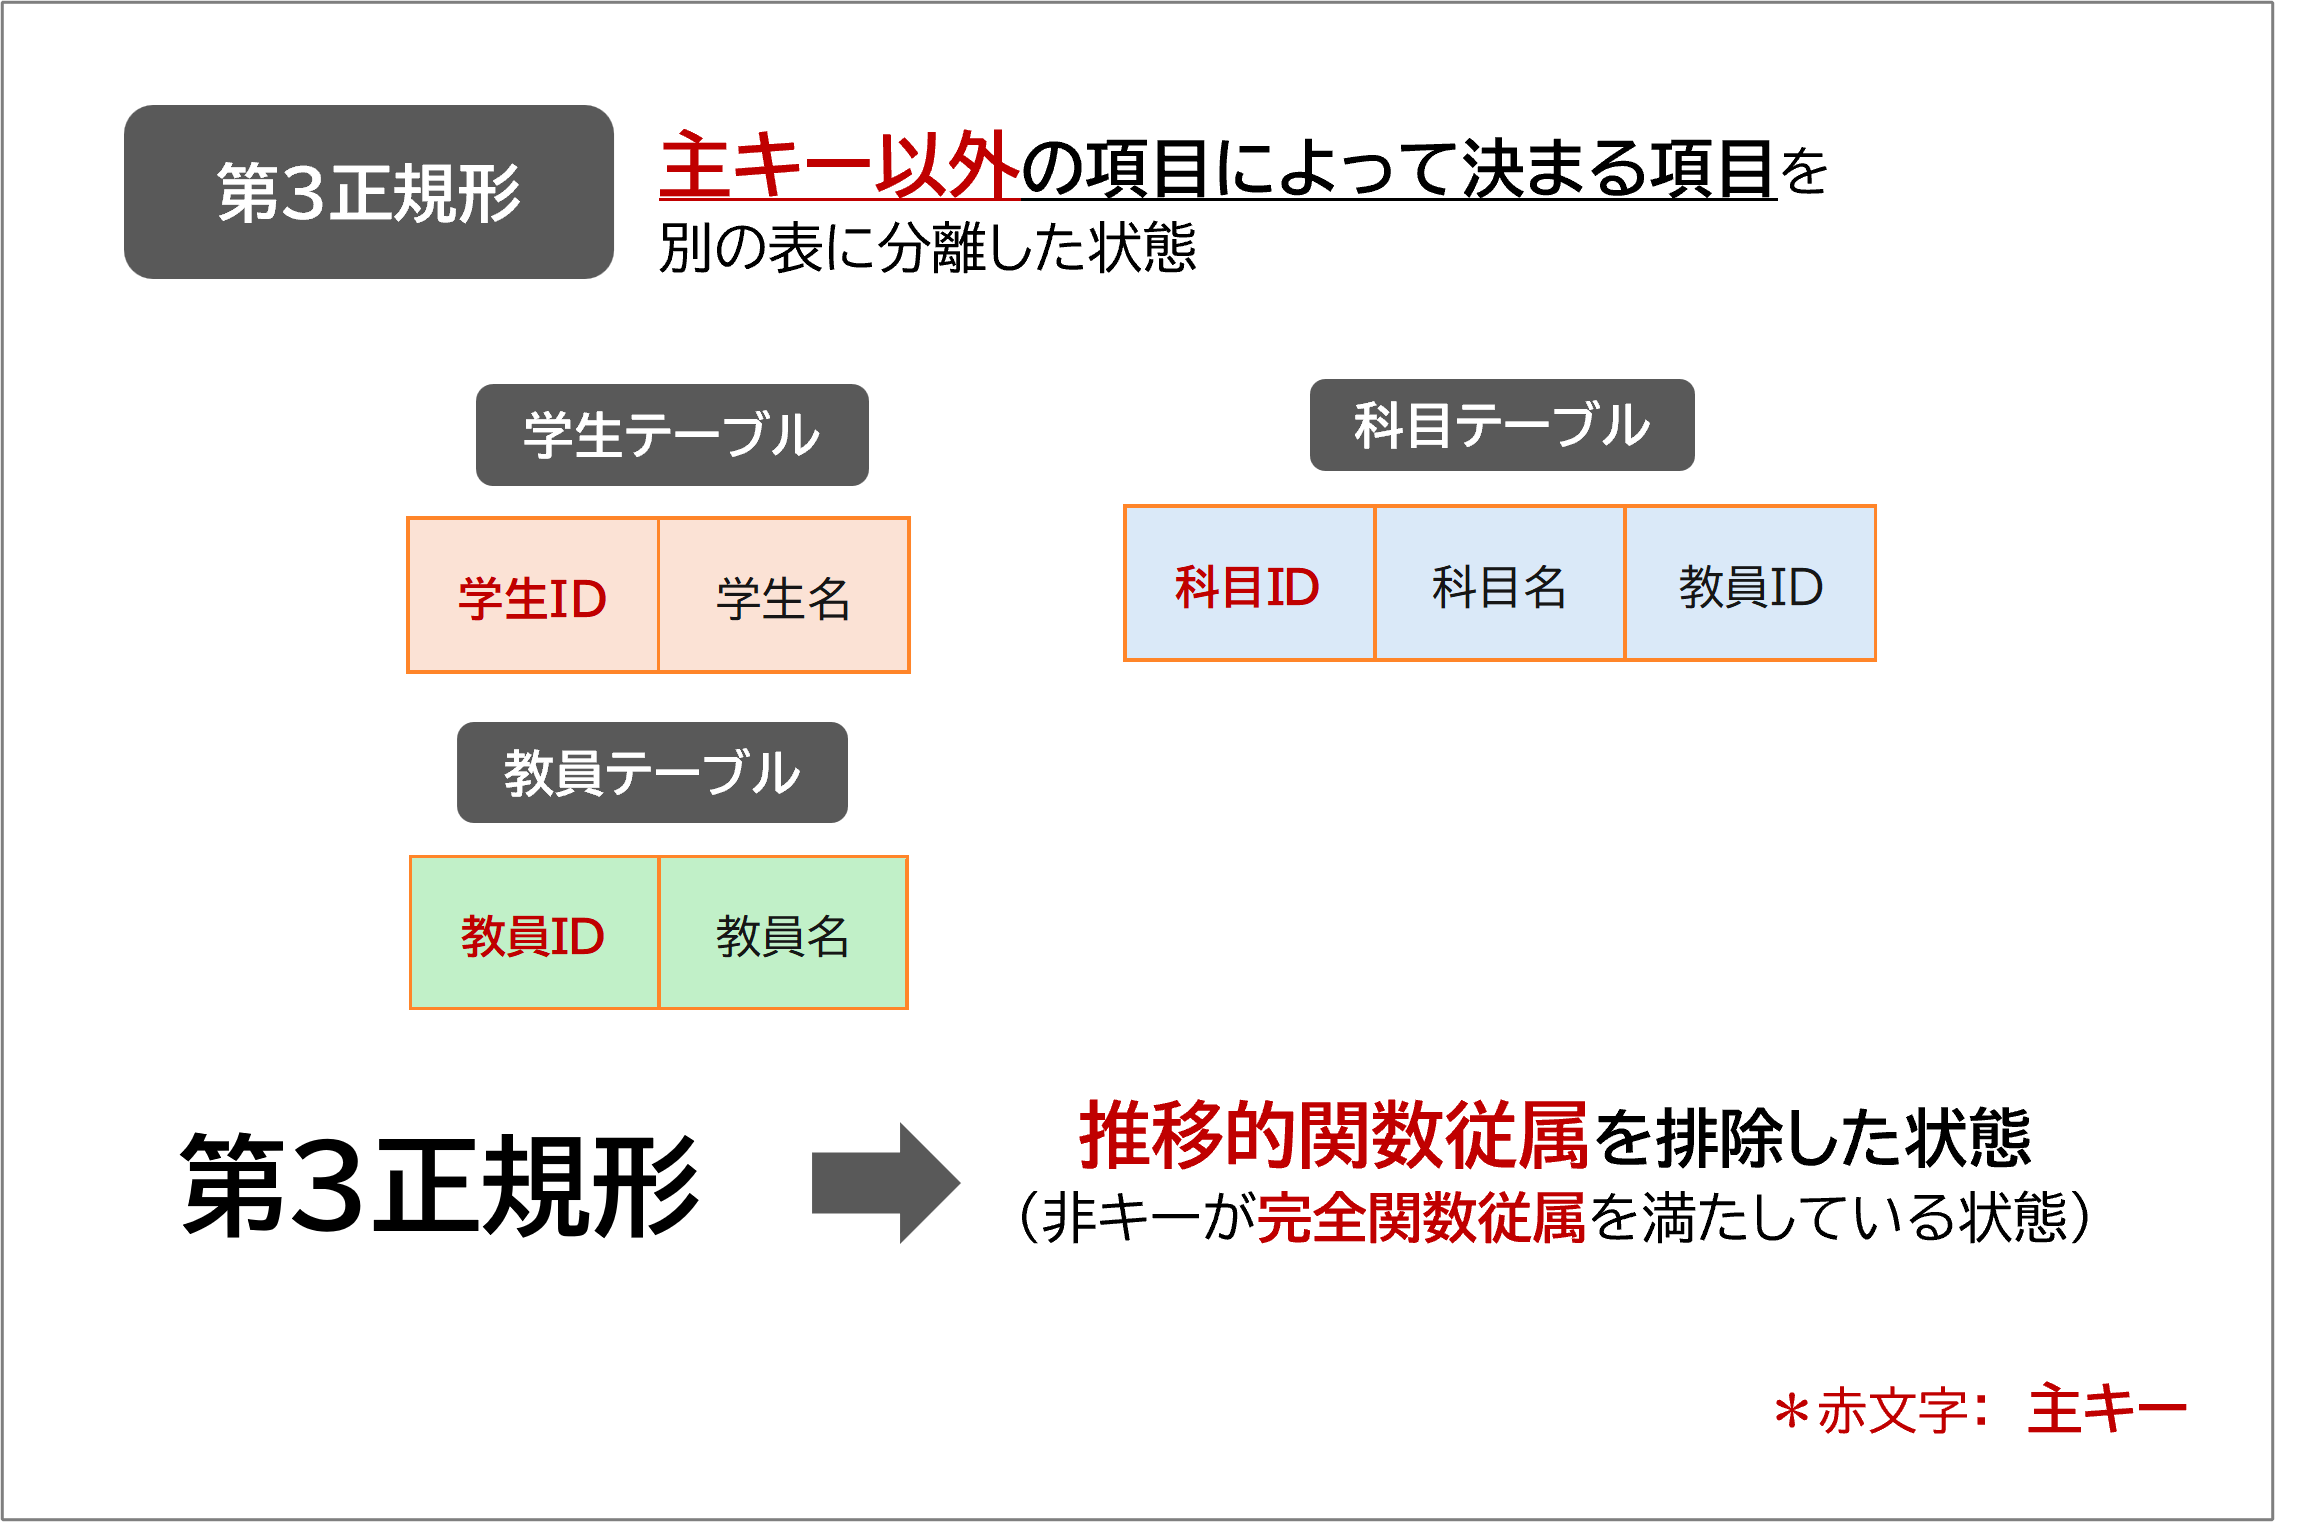 第3正規形
主キー以外の項目によって決まる項目を
別の表に分離した状態
学生テーブル
学生ID 学生名
科目テーブル
科目ID 科目名 教員ID
教員テーブル
教員ID 教員名
第3正規形
推移的関数従属を排除した状態
（非キーが完全関数従属を満たしている状態）
＊赤文字： 主キー